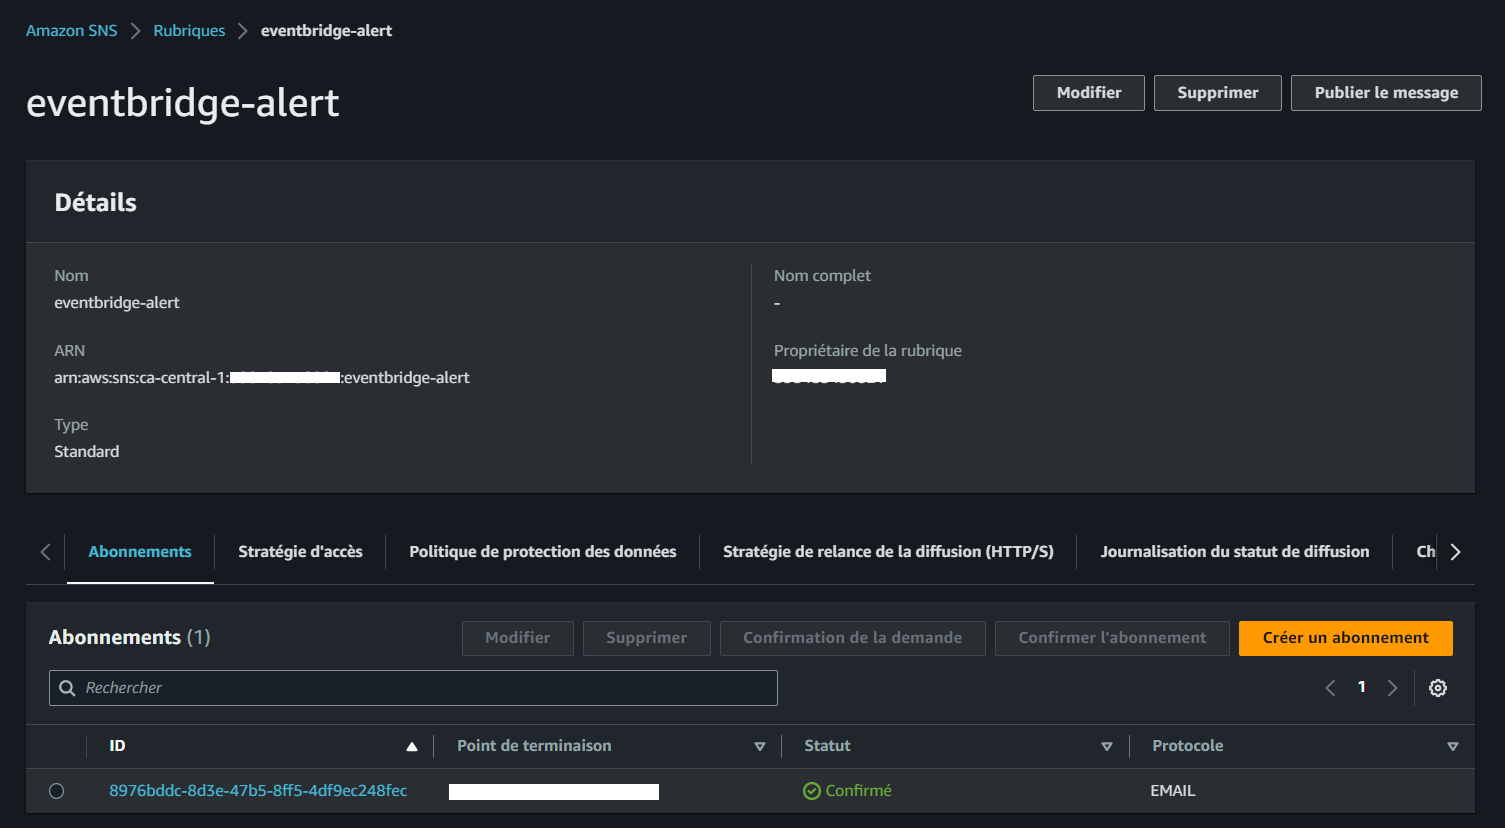 Amazon SNS > Rubriques > eventbridge-alert
eventbridge-alert
Modifier
Supprimer
Publier le message
Détails
Nom
eventbridge-alert
Nom complet
-
ARN
arn:aws:sns:ca-central-1: :eventbridge-alert
Propriétaire de la rubrique
Type
Standard
Abonnements
Stratégie d'accès
Politique de protection des données
Stratégie de relance de la diffusion (HTTP/S)
Journalisation du statut de diffusion
Ch
Abonnements (1)
Modifier
Supprimer
Confirmation de la demande
Confirmer l'abonnement
Créer un abonnement
Rechercher
1
ID
Point de terminaison
Statut
Protocole
8976bddc-8d3e-47b5-8ff5-4df9ec248fec
Confirmé
EMAIL